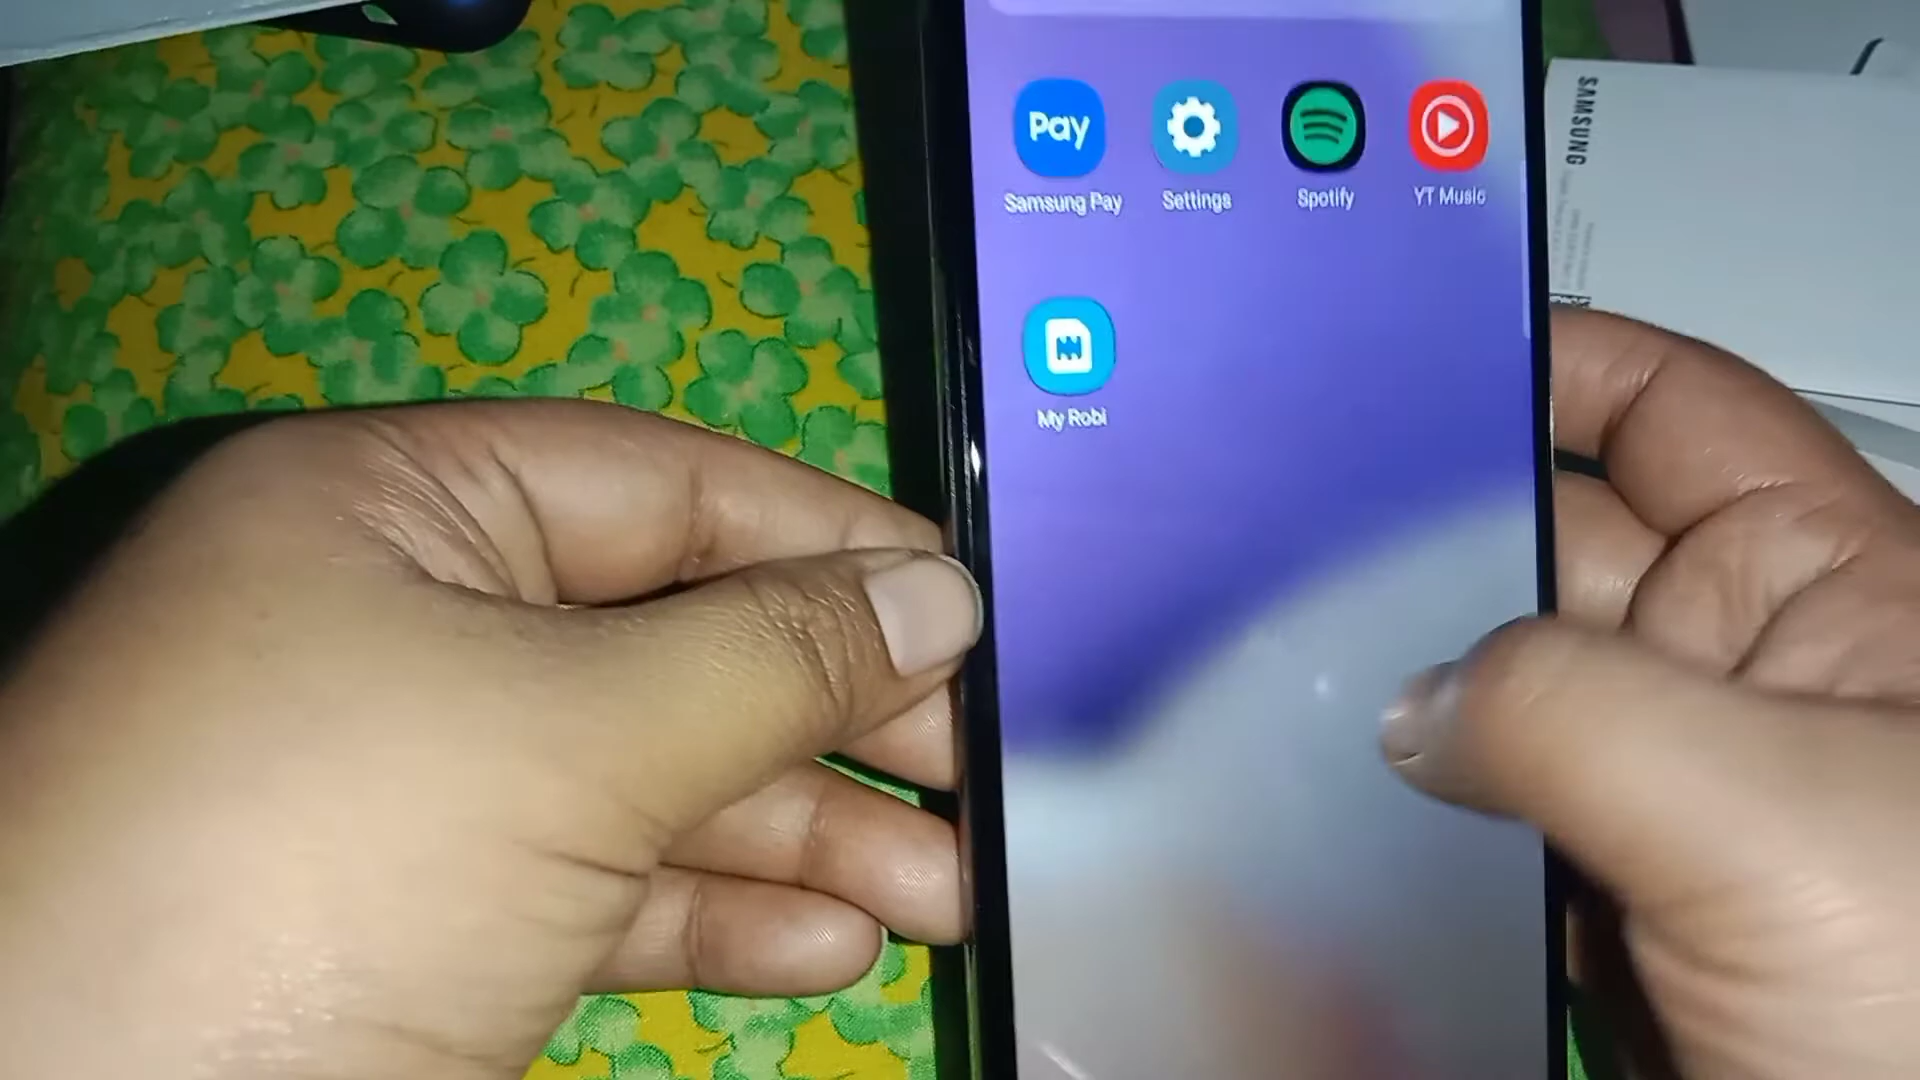 Pay
Samsung Pay
Settings
Spotify
YT Music
My Robi
SAMSUNG